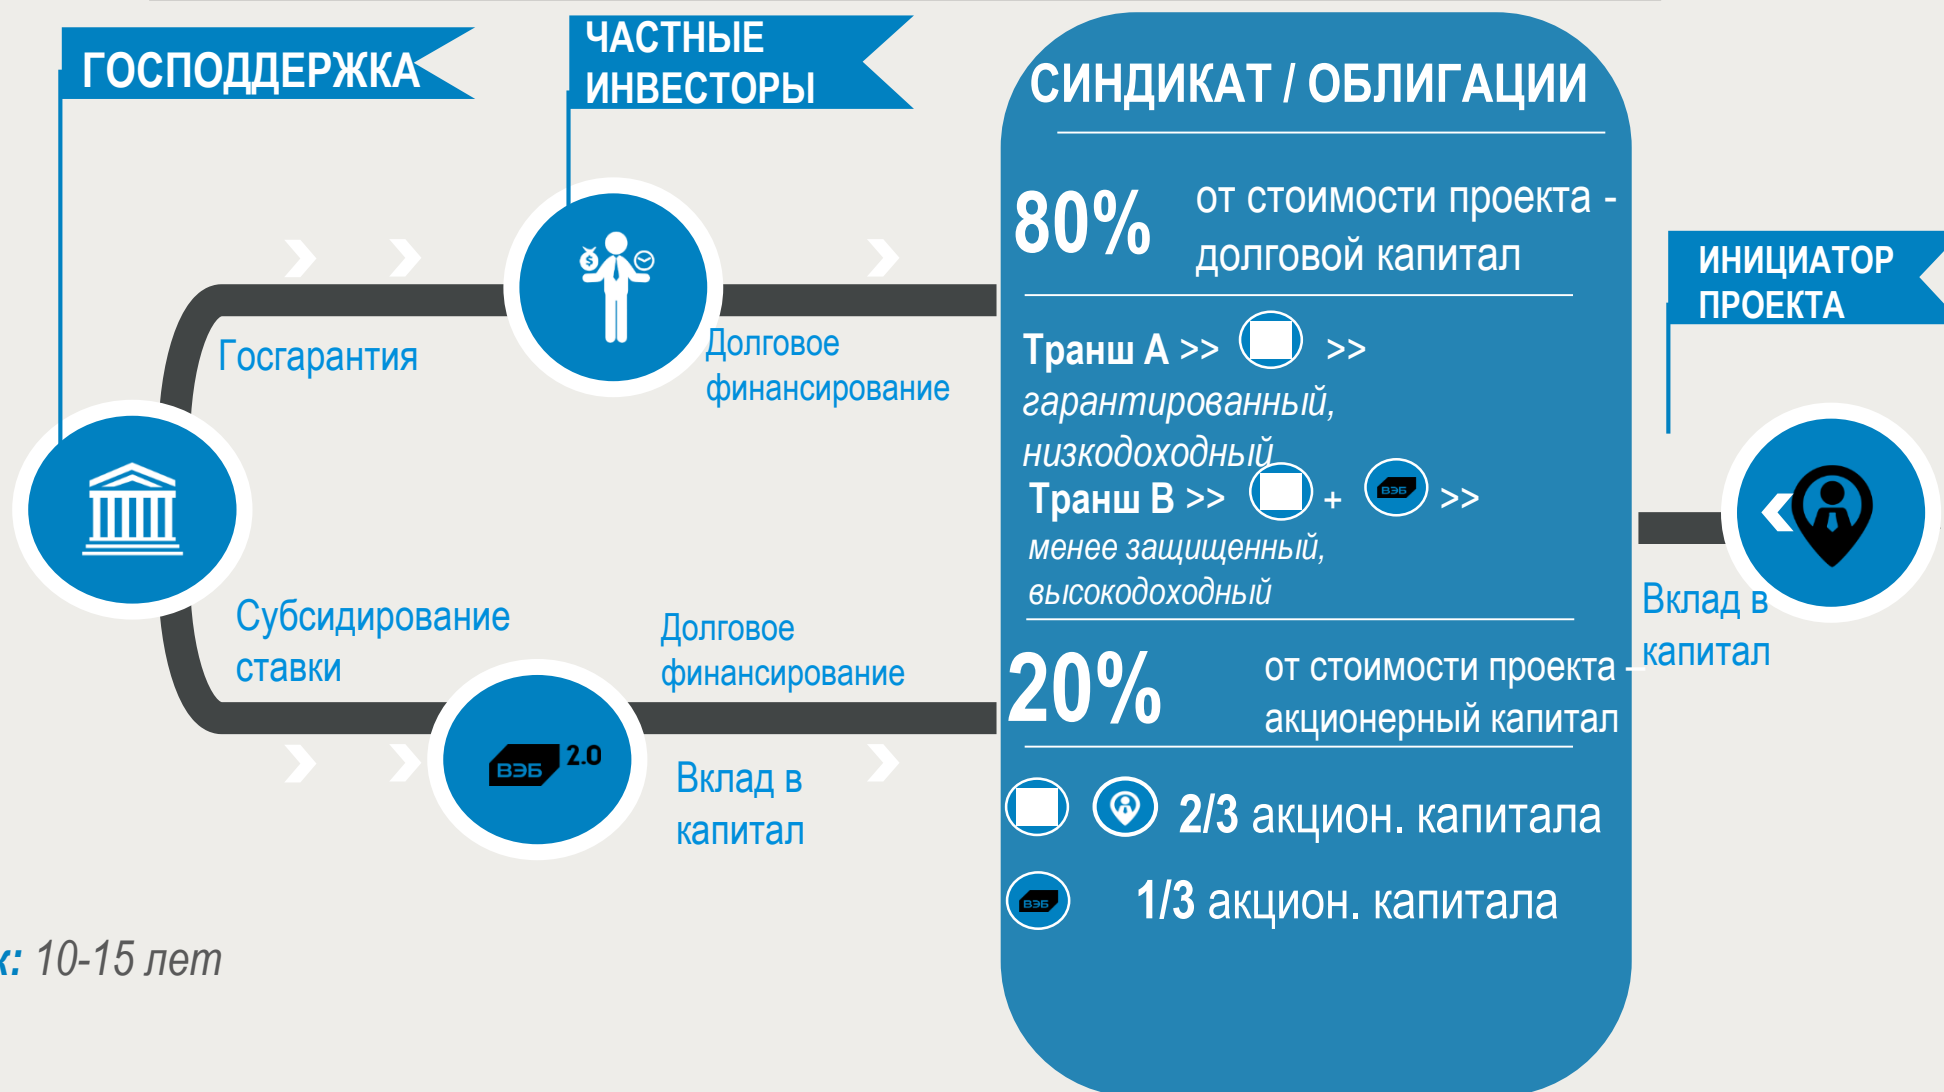 ГОСПОДДЕРЖКА
ЧАСТНЫЕ
ИНВЕСТОРЫ
Госгарантия
Долговое
финансирование
Субсидирование
ставки
Долговое
финансирование
ВЭБ 2.0
Вклад в
капитал
СИНДИКАТ / ОБЛИГАЦИИ
80% от стоимости проекта -
долговой капитал
Транш А >> >>
гарантированный,
низкодоходный
Транш В >> + ВЭБ >>
менее защищенный,
высокодоходный
20% от стоимости проекта –
акционерный капитал
2/3 акцион. капитала
ВЭБ 1/3 акцион. капитала
ИНИЦИАТОР
ПРОЕКТА
Вклад в
капитал
к: 10-15 лет